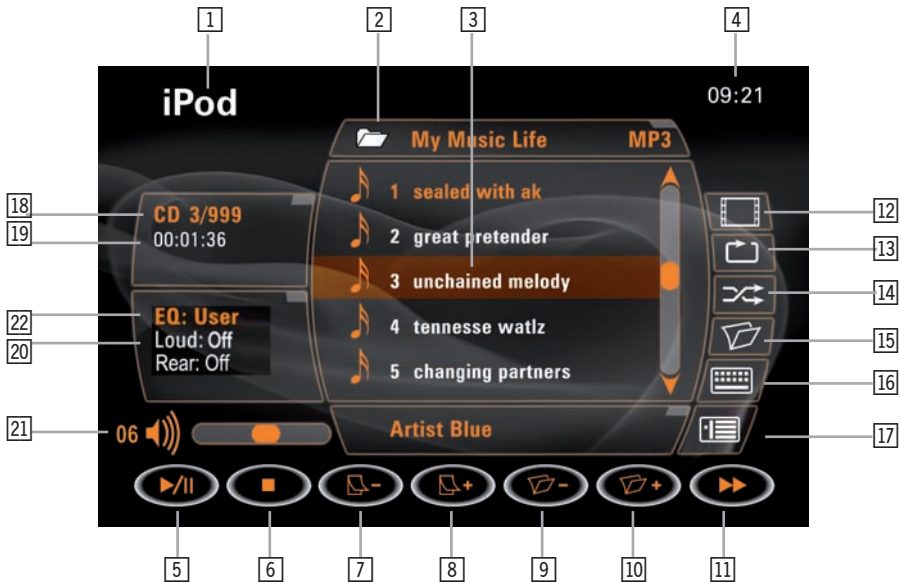 1 2 3 4
iPod
09:21
My Music Life MP3
1 sealed with ak
2 great pretender
3 unchained melody
4 tennesse watlz
5 changing partners
Artist Blue
CD 3/999
00:01:36
EQ: User
Loud: Off
Rear: Off
06
18
19
22
20
21
12
13
14
15
16
17
5 6 7 8 9 10 11